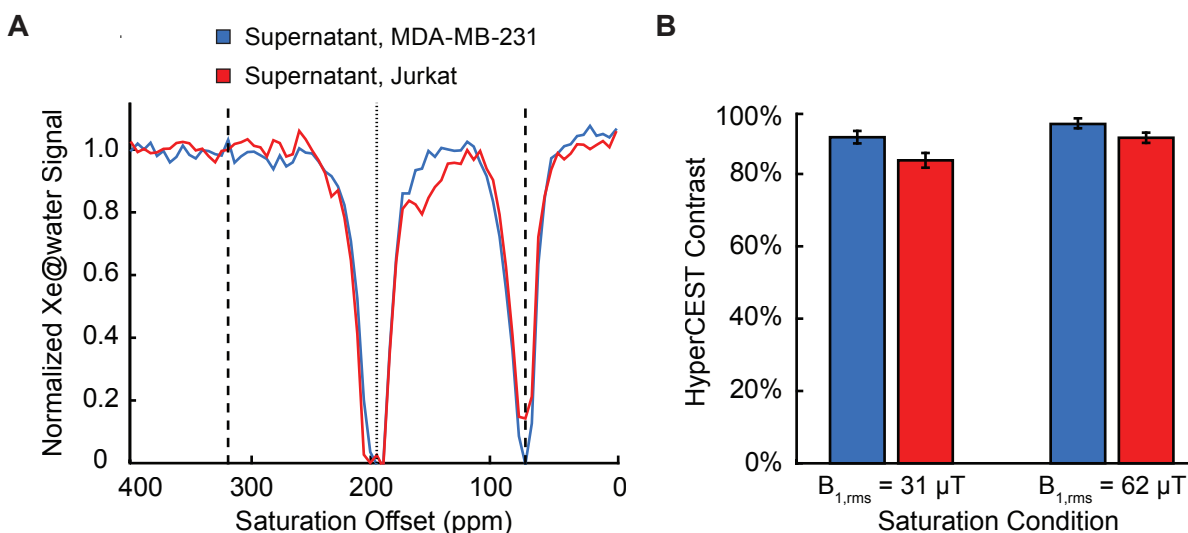 A
Supernatant, MDA-MB-231
Supernatant, Jurkat
Normalized Xe@water Signal
1.0
0.8
0.6
0.4
0.2
0
400
300
200
100
0
Saturation Offset (ppm)
B
HyperCEST Contrast
100%
80%
60%
40%
20%
0%
B1,rms = 31 µT
B1,rms = 62 µT
Saturation Condition